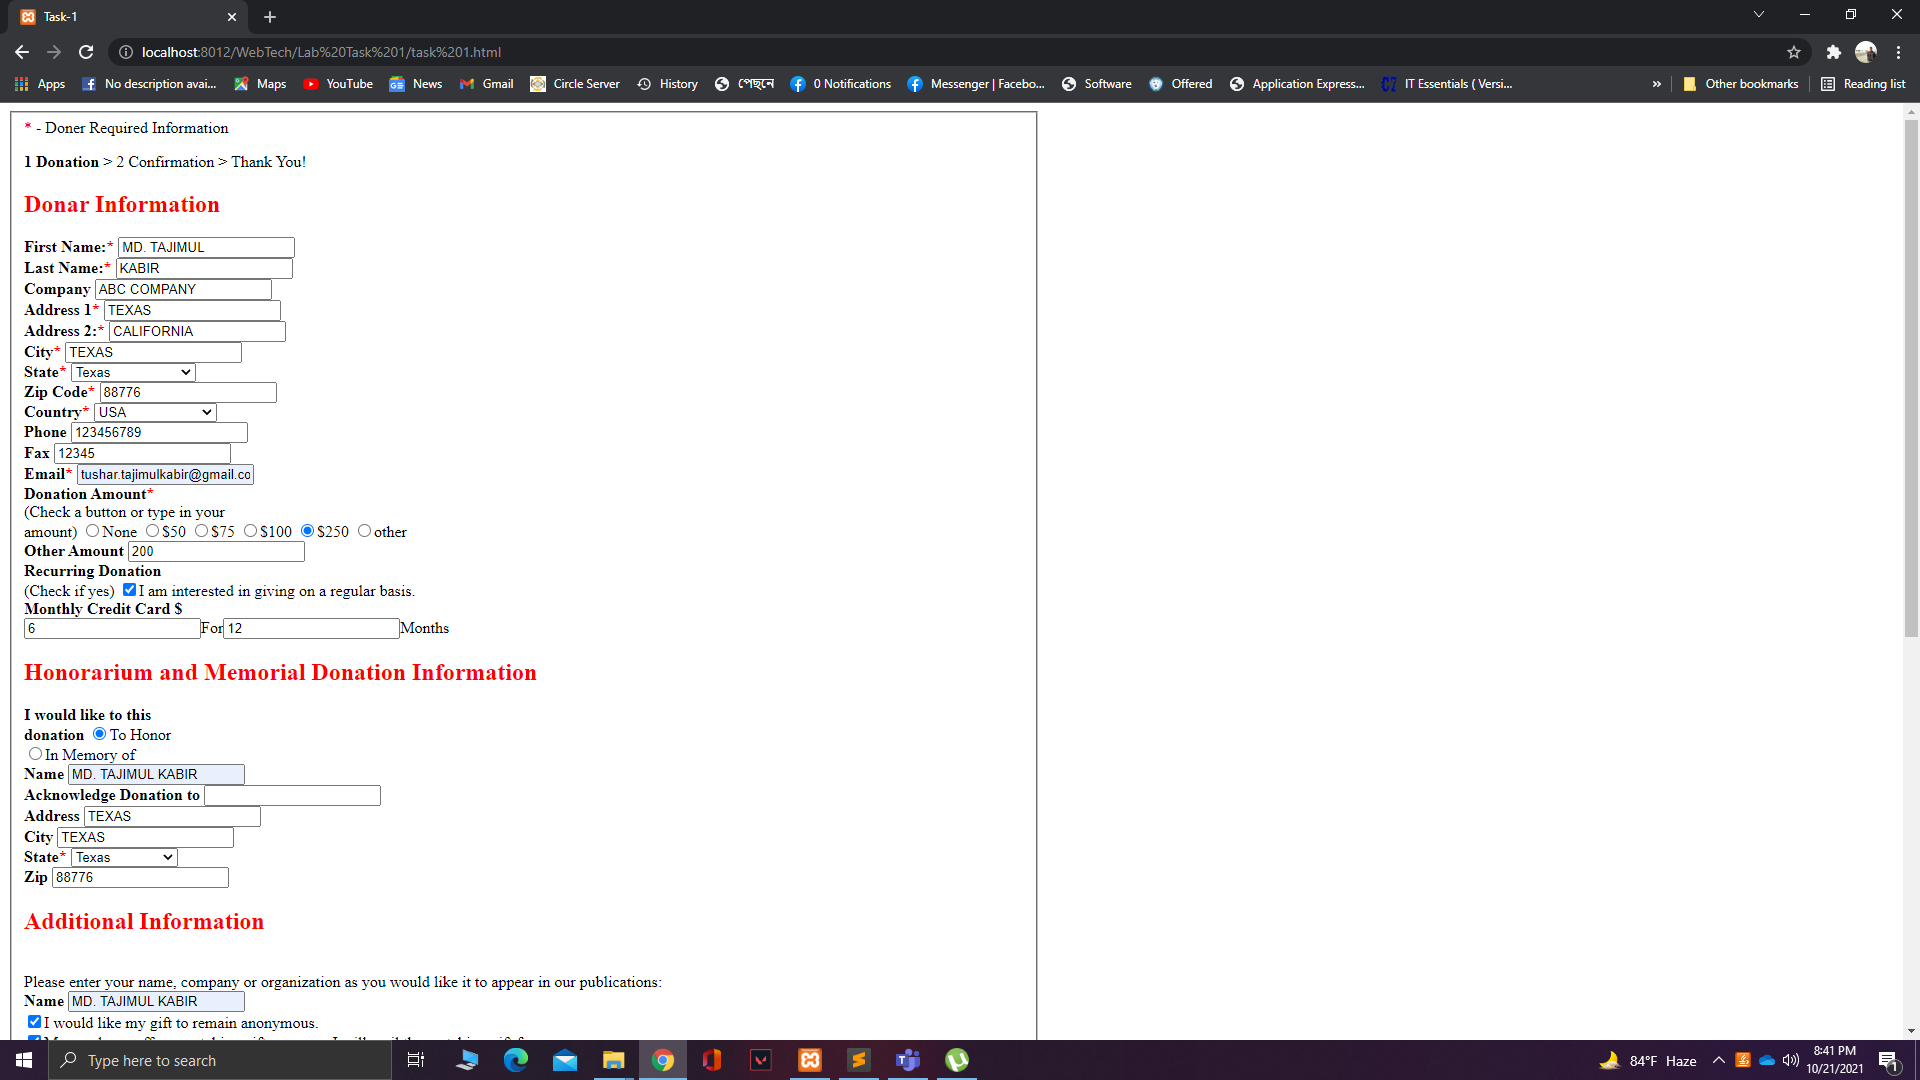 Task-1
localhost:8012/WebTech/Lab%20Task%201/task%201.html
Apps No description avai... Maps YouTube News Gmail Circle Server History পেছনে 0 Notifications Messenger | Facebo... Software Offered Application Express... IT Essentials ( Versi... » Other bookmarks Reading list
* - Doner Required Information
1 Donation > 2 Confirmation > Thank You!
Donar Information
First Name:* MD. TAJIMUL
Last Name:* KABIR
Company ABC COMPANY
Address 1* TEXAS
Address 2:* CALIFORNIA
City* TEXAS
State* Texas
Zip Code* 88776
Country* USA
Phone 123456789
Fax 12345
Email* tushar.tajimulkabir@gmail.co
Donation Amount*
(Check a button or type in your
amount) None $50 $75 $100 $250 other
Other Amount 200
Recurring Donation
(Check if yes) I am interested in giving on a regular basis.
Monthly Credit Card $
6 For 12 Months
Honorarium and Memorial Donation Information
I would like to this
donation To Honor
In Memory of
Name MD. TAJIMUL KABIR
Acknowledge Donation to
Address TEXAS
City TEXAS
State* Texas
Zip 88776
Additional Information
Please enter your name, company or organization as you would like it to appear in our publications:
Name MD. TAJIMUL KABIR
I would like my gift to remain anonymous.
Type here to search
84°F Haze
8:41 PM
10/21/2021
1